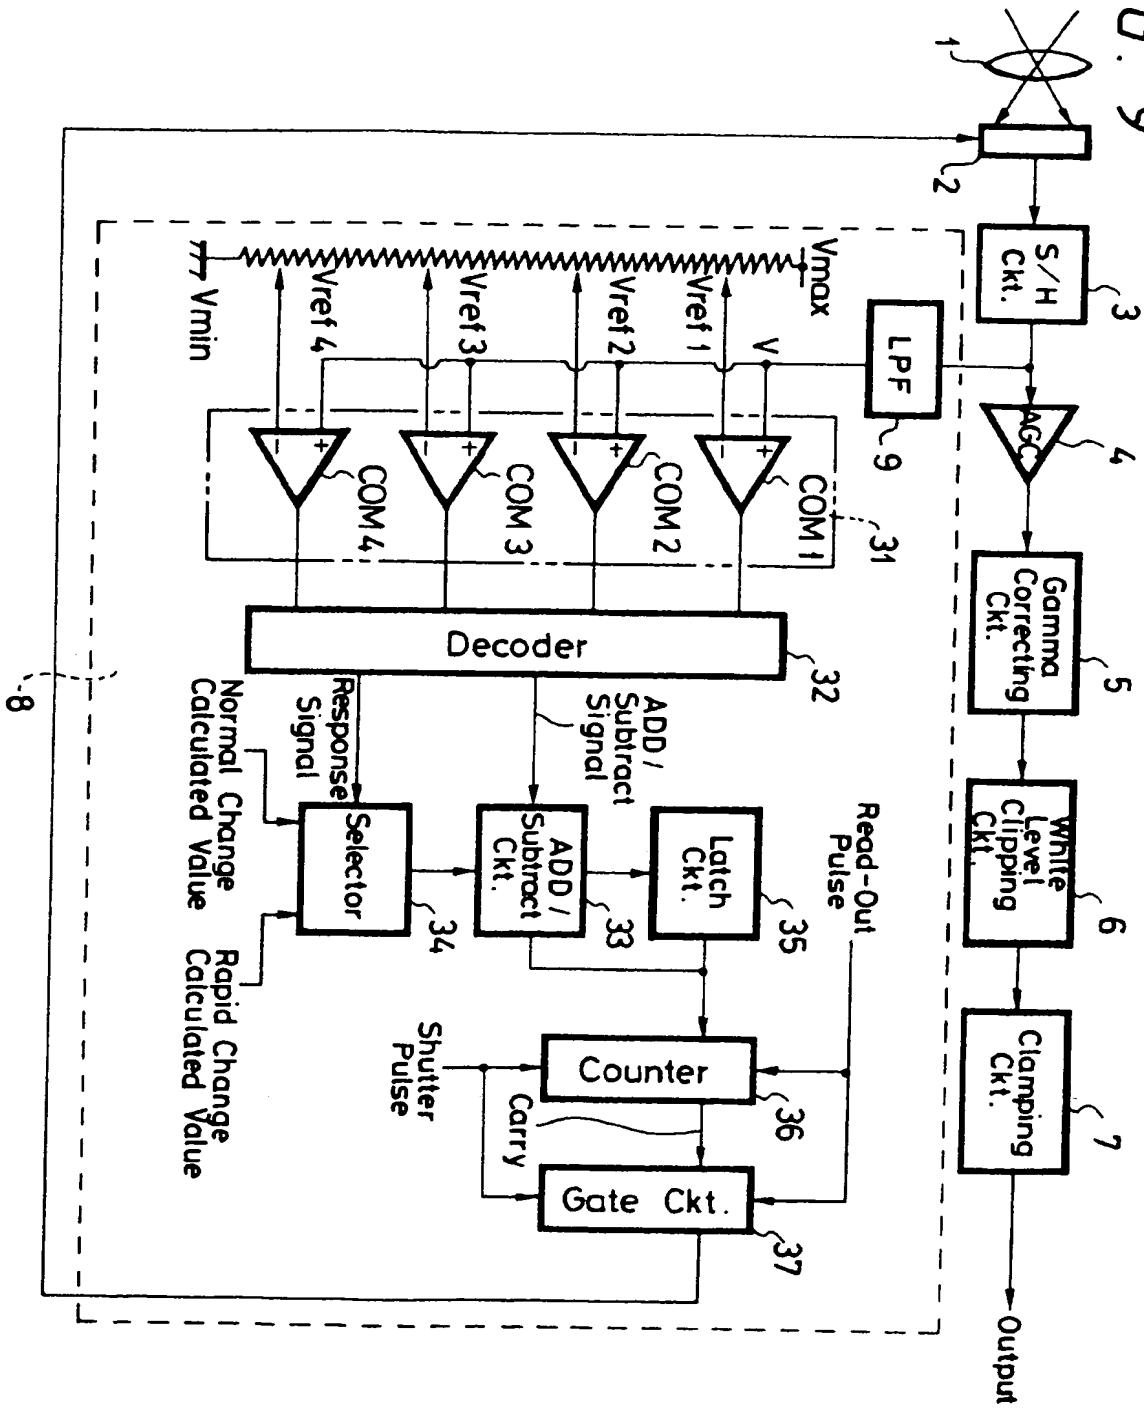 G. 9
1
2
S/H
Ckt.
3
AGC
4
Gamma
Correcting
Ckt.
5
White
Level
Clipping
Ckt.
6
Clamping
Ckt.
7
Output
LPF
9
Vmax
Vref 1
Vref 2
Vref 3
Vref 4
Vmin
V
+
-
COM 1
+
-
COM 2
+
-
COM 3
+
-
COM 4
31
Decoder
32
ADD /
Subtract
Signal
Response
Signal
Read-Out
Pulse
Latch
Ckt.
35
ADD /
Subtract
Ckt.
33
Selector
34
Normal Change
Calculated Value
Rapid Change
Calculated Value
Shutter
Pulse
Counter
36
Carry
Gate Ckt.
37
8